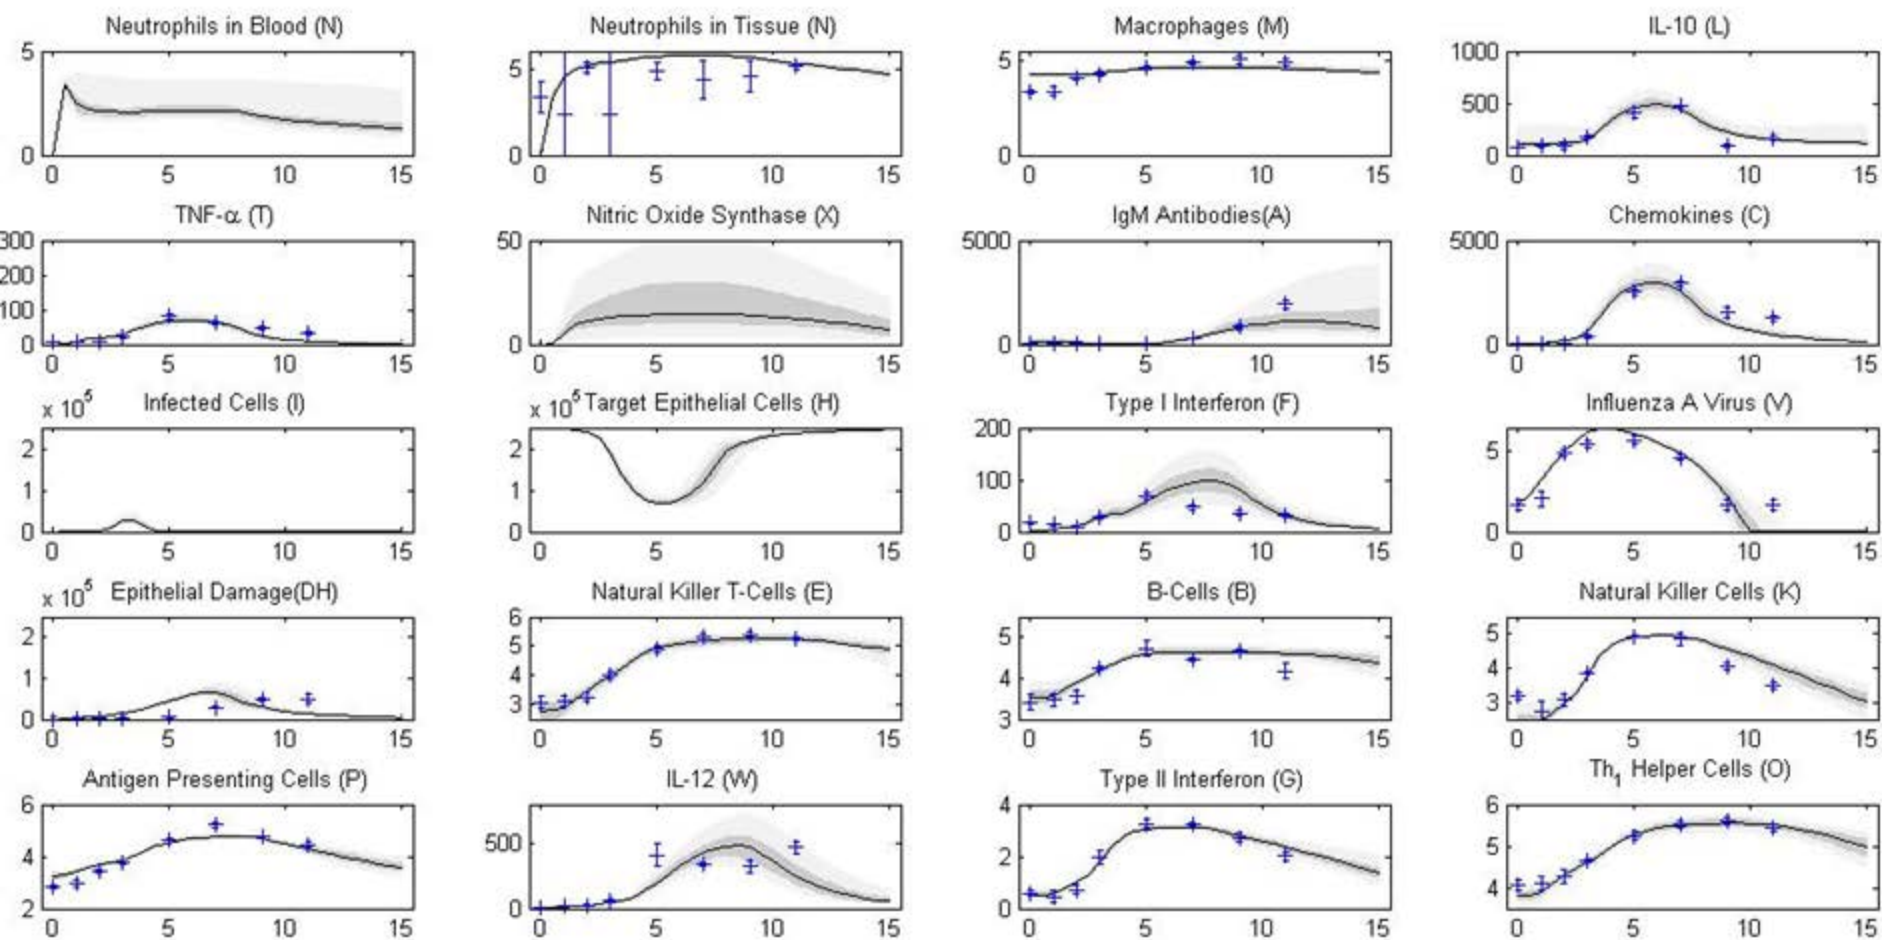 Neutrophils in Blood (N)
5
0
0 5 10 15
Neutrophils in Tissue (N)
5
0
0 5 10 15
Macrophages (M)
5
0
0 5 10 15
IL-10 (L)
1000
500
0
0 5 10 15
TNF-α (T)
300
200
100
0
0 5 10 15
Nitric Oxide Synthase (X)
50
0
0 5 10 15
IgM Antibodies(A)
5000
0
0 5 10 15
Chemokines (C)
5000
0
0 5 10 15
x 10⁵ Infected Cells (I)
2
1
0
0 5 10 15
x 10⁵ Target Epithelial Cells (H)
2
1
0
0 5 10 15
Type I Interferon (F)
200
100
0
0 5 10 15
Influenza A Virus (V)
5
0
0 5 10 15
x 10⁵ Epithelial Damage(DH)
2
1
0
0 5 10 15
Natural Killer T-Cells (E)
6
5
4
3
0 5 10 15
B-Cells (B)
5
4
3
0 5 10 15
Natural Killer Cells (K)
5
4
3
0 5 10 15
Antigen Presenting Cells (P)
6
4
2
0 5 10 15
IL-12 (W)
500
0
0 5 10 15
Type II Interferon (G)
4
2
0
0 5 10 15
Th₁ Helper Cells (O)
6
5
4
0 5 10 15